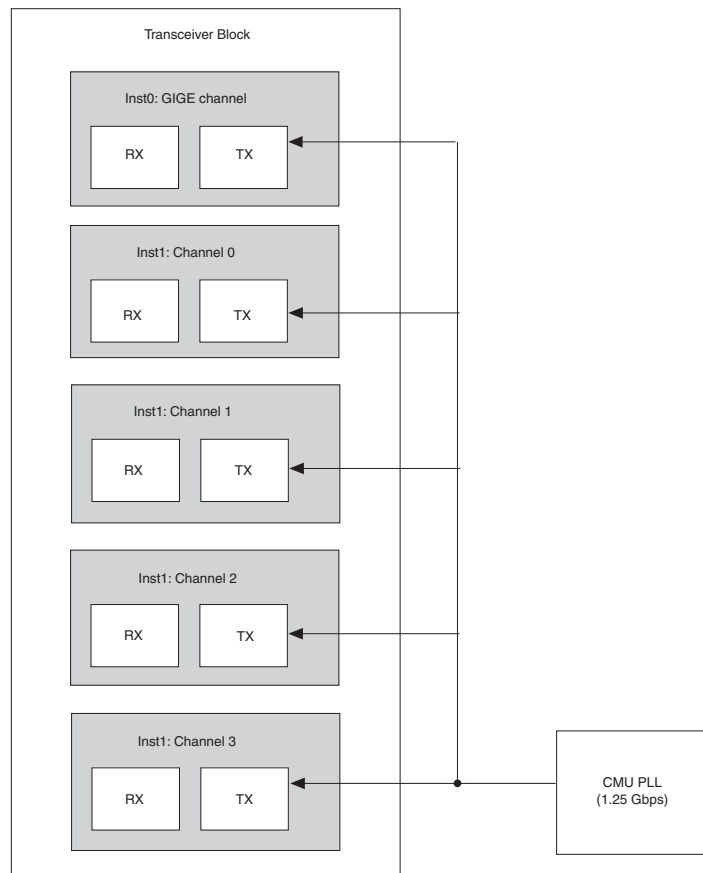 Transceiver Block
Inst0: GIGE channel
RX
TX
Inst1: Channel 0
RX
TX
Inst1: Channel 1
RX
TX
Inst1: Channel 2
RX
TX
Inst1: Channel 3
RX
TX
CMU PLL
(1.25 Gbps)